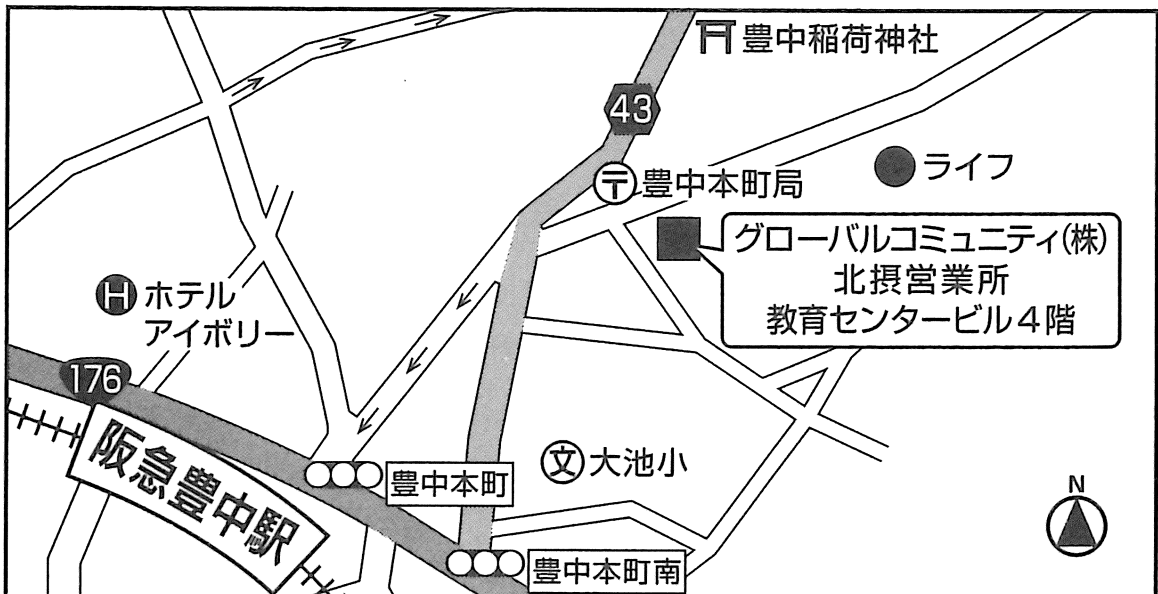 豊中稲荷神社
43
ライフ
〒豊中本町局
グローバルコミュニティ(株)
北摂営業所
教育センタービル4階
H ホテル
アイボリー
176
阪急豊中駅
文 大池小
豊中本町
N
豊中本町南